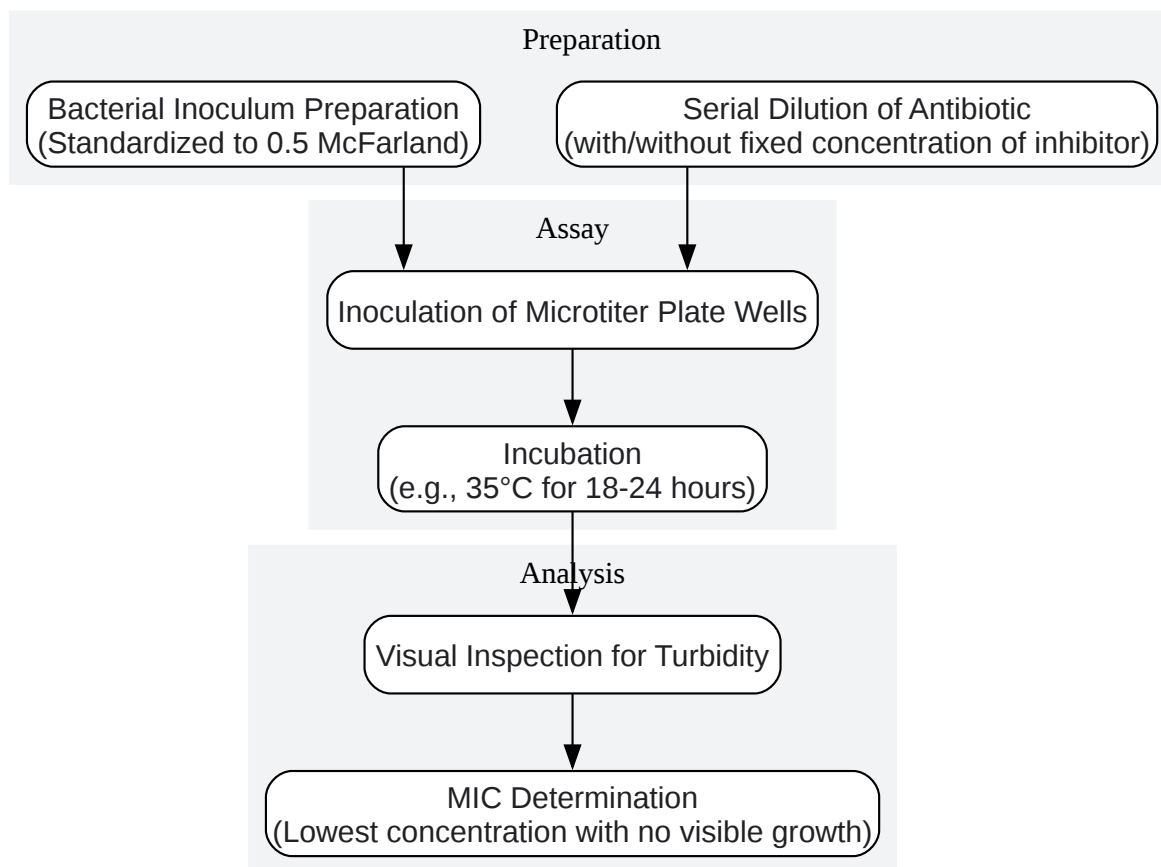 Preparation
Bacterial Inoculum Preparation
(Standardized to 0.5 McFarland)
Serial Dilution of Antibiotic
(with/without fixed concentration of inhibitor)
Assay
Inoculation of Microtiter Plate Wells
Incubation
(e.g., 35°C for 18-24 hours)
Analysis
Visual Inspection for Turbidity
MIC Determination
(Lowest concentration with no visible growth)